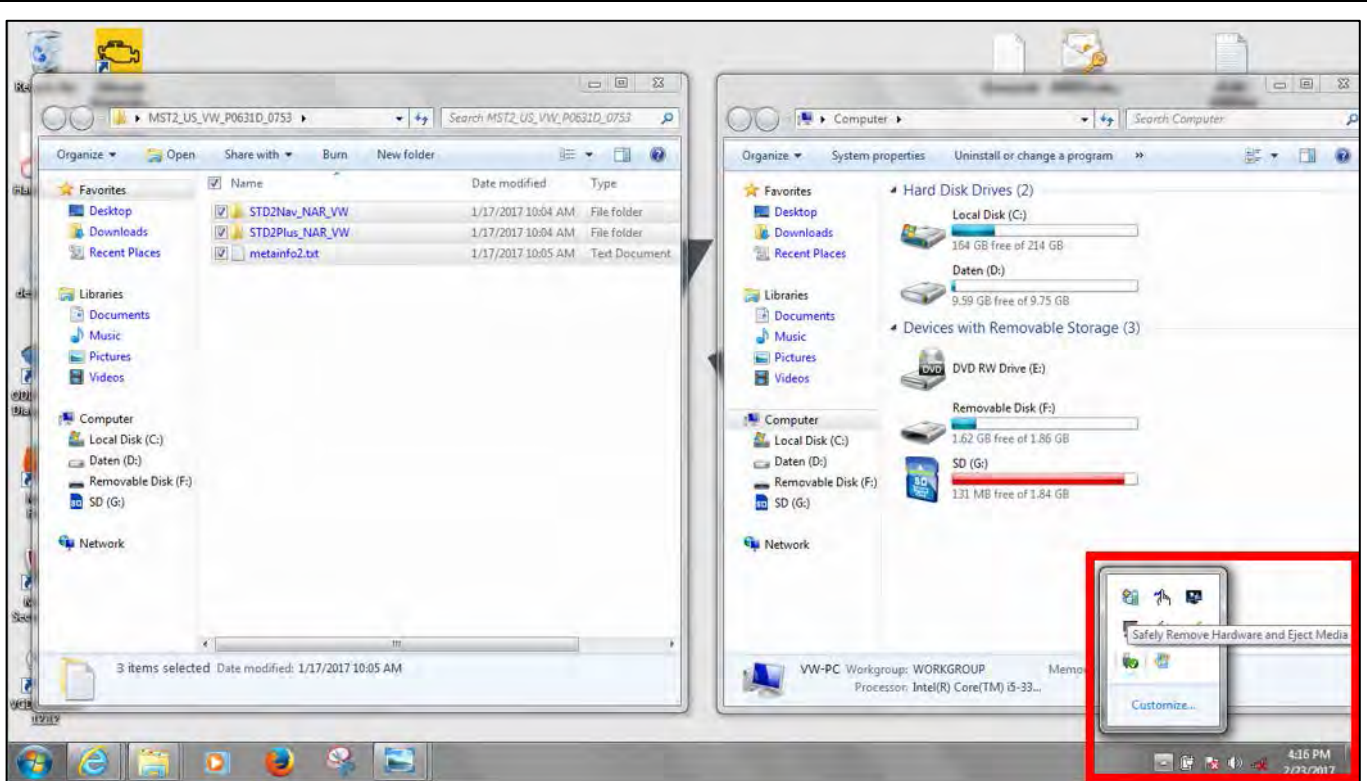 MST2_US_VW_P0631D_0753
Search MST2_US_VW_P0631D_0753
Organize Open Share with Burn New folder
Favorites
Desktop
Downloads
Recent Places
Libraries
Documents
Music
Pictures
Videos
Computer
Local Disk (C:)
Daten (D:)
Removable Disk (F:)
SD (G:)
Network
Name Date modified Type
STD2Nav_NAR_VW 1/17/2017 10:04 AM File folder
STD2Plus_NAR_VW 1/17/2017 10:04 AM File folder
metainfo2.txt 1/17/2017 10:05 AM Text Document
3 items selected Date modified: 1/17/2017 10:05 AM
Computer
Search Computer
Organize System properties Uninstall or change a program »
Favorites
Desktop
Downloads
Recent Places
Libraries
Documents
Music
Pictures
Videos
Computer
Local Disk (C:)
Daten (D:)
Removable Disk (F:)
SD (G:)
Network
Hard Disk Drives (2)
Local Disk (C:)
164 GB free of 214 GB
Daten (D:)
9.59 GB free of 9.75 GB
Devices with Removable Storage (3)
DVD
DVD RW Drive (E:)
Removable Disk (F:)
1.62 GB free of 1.86 GB
SD (G:)
131 MB free of 1.84 GB
VW-PC Workgroup: WORKGROUP
Processor: Intel(R) Core(TM) i5-33...
Safely Remove Hardware and Eject Media
Customize...
4:16 PM
2/23/2017